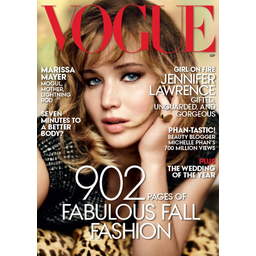 VOGUE
SEP
MARISSA
MAYER
MOGUL,
MOTHER,
LIGHTNING
ROD
SEVEN
MINUTES TO
A BETTER
BODY?
GIRL ON FIRE
JENNIFER
LAWRENCE
GIFTED,
UNGUARDED, AND
GORGEOUS
PHAN-TASTIC!
BEAUTY BLOGGER
MICHELLE PHAN'S
700 MILLION VIEWS
PLUS
THE WEDDING
OF THE YEAR
902 PAGES OF
FABULOUS FALL
FASHION